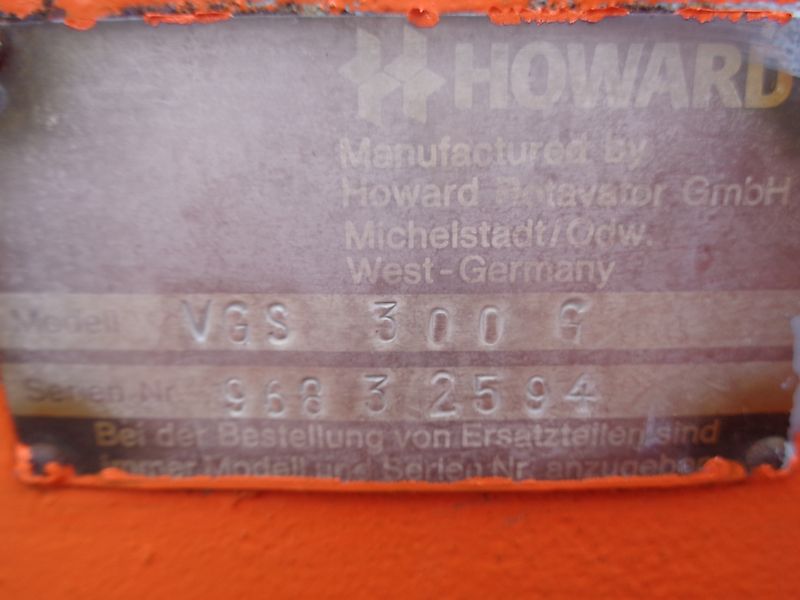 HOWARD
Manufactured by
Howard Rotavator GmbH
Michelstadt/Odw.
West-Germany
Modell VGS 300 G
Serien Nr. 968 3 2594
Bei der Bestellung von Ersatzteilen sind
immer Modell und Serien Nr. anzugeben